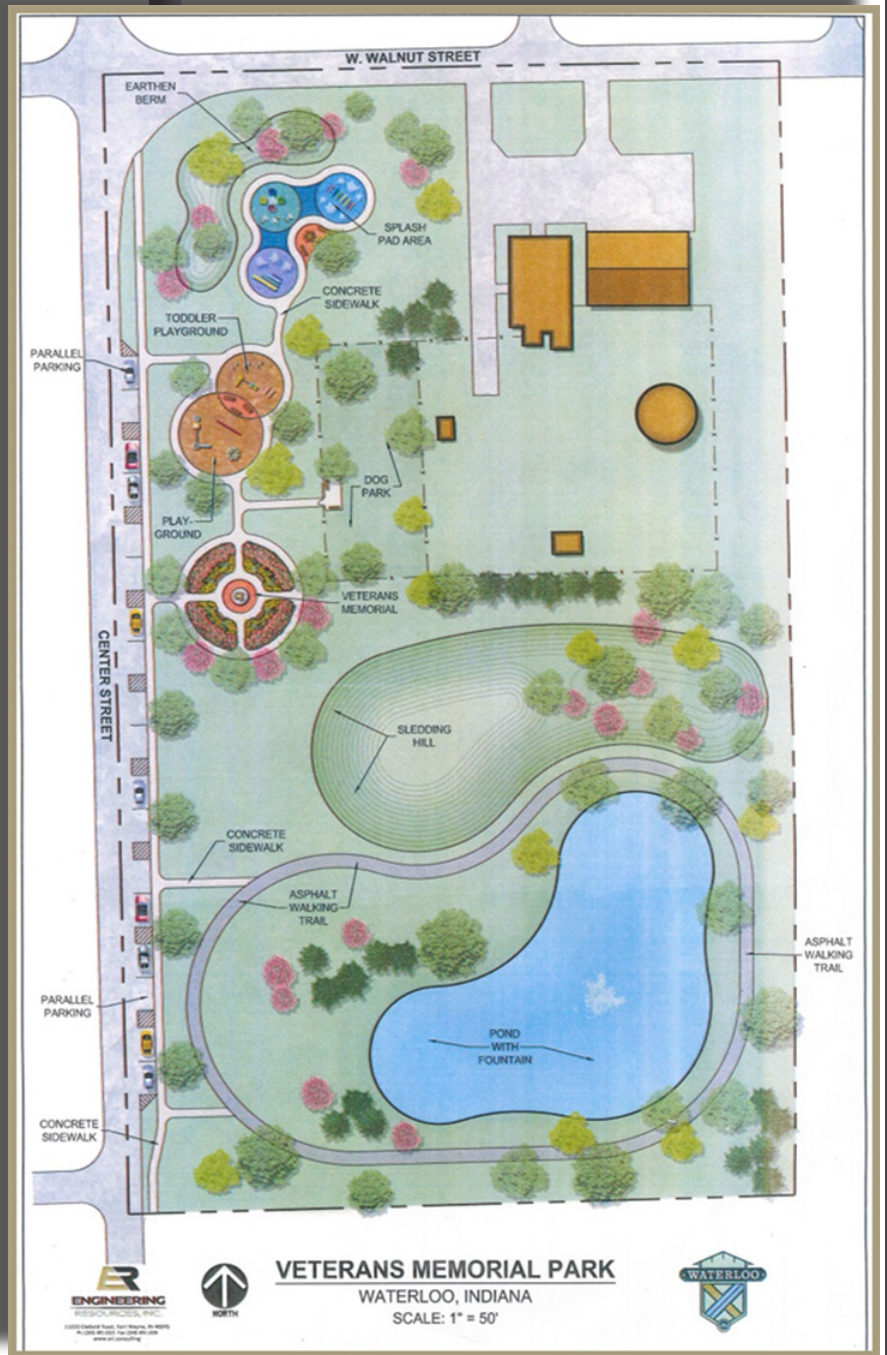 W. WALNUT STREET
EARTHEN
BERM
SPLASH
PAD AREA
CONCRETE
SIDEWALK
TODDLER
PLAYGROUND
PARALLEL
PARKING
DOG
PARK
PLAY-
GROUND
VETERANS
MEMORIAL
CENTER STREET
SLEDDING
HILL
CONCRETE
SIDEWALK
ASPHALT
WALKING
TRAIL
ASPHALT
WALKING
TRAIL
PARALLEL
PARKING
POND
WITH
FOUNTAIN
CONCRETE
SIDEWALK
ER
ENGINEERING
RESOURCES, INC.
NORTH
VETERANS MEMORIAL PARK
WATERLOO, INDIANA
SCALE: 1" = 50'
WATERLOO